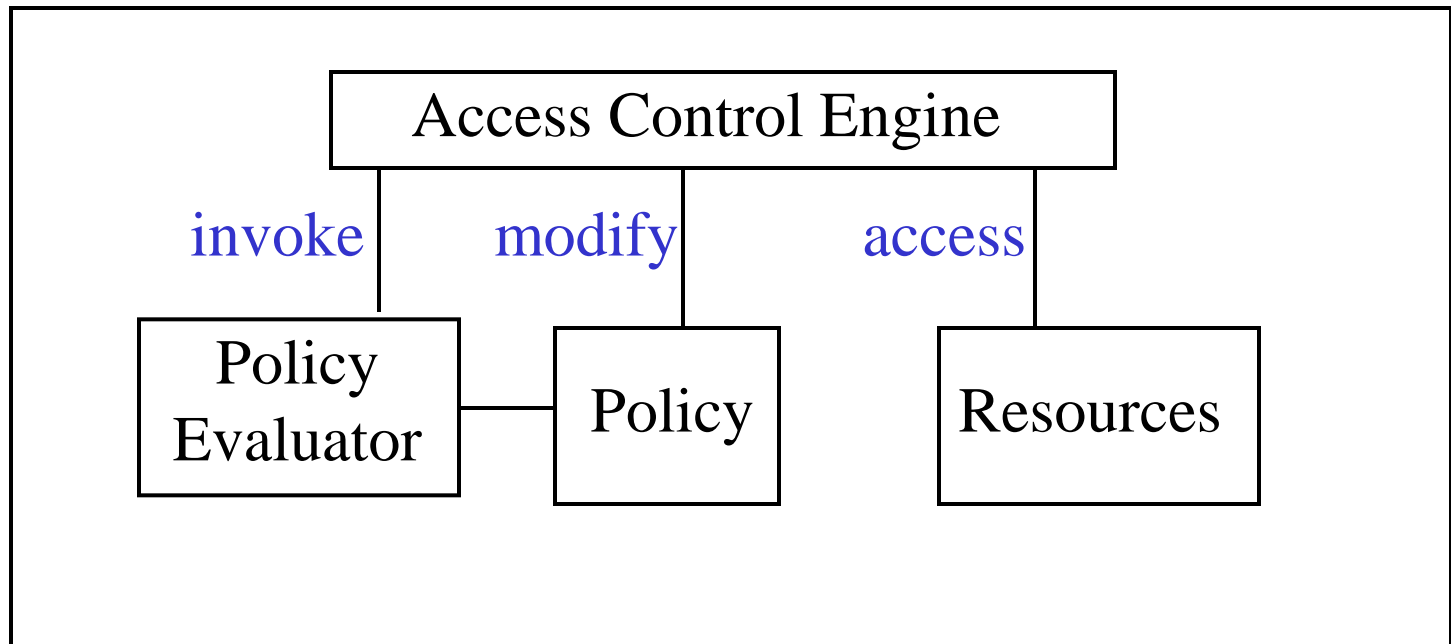 Access Control Engine
invoke
modify
access
Policy
Evaluator
Policy
Resources